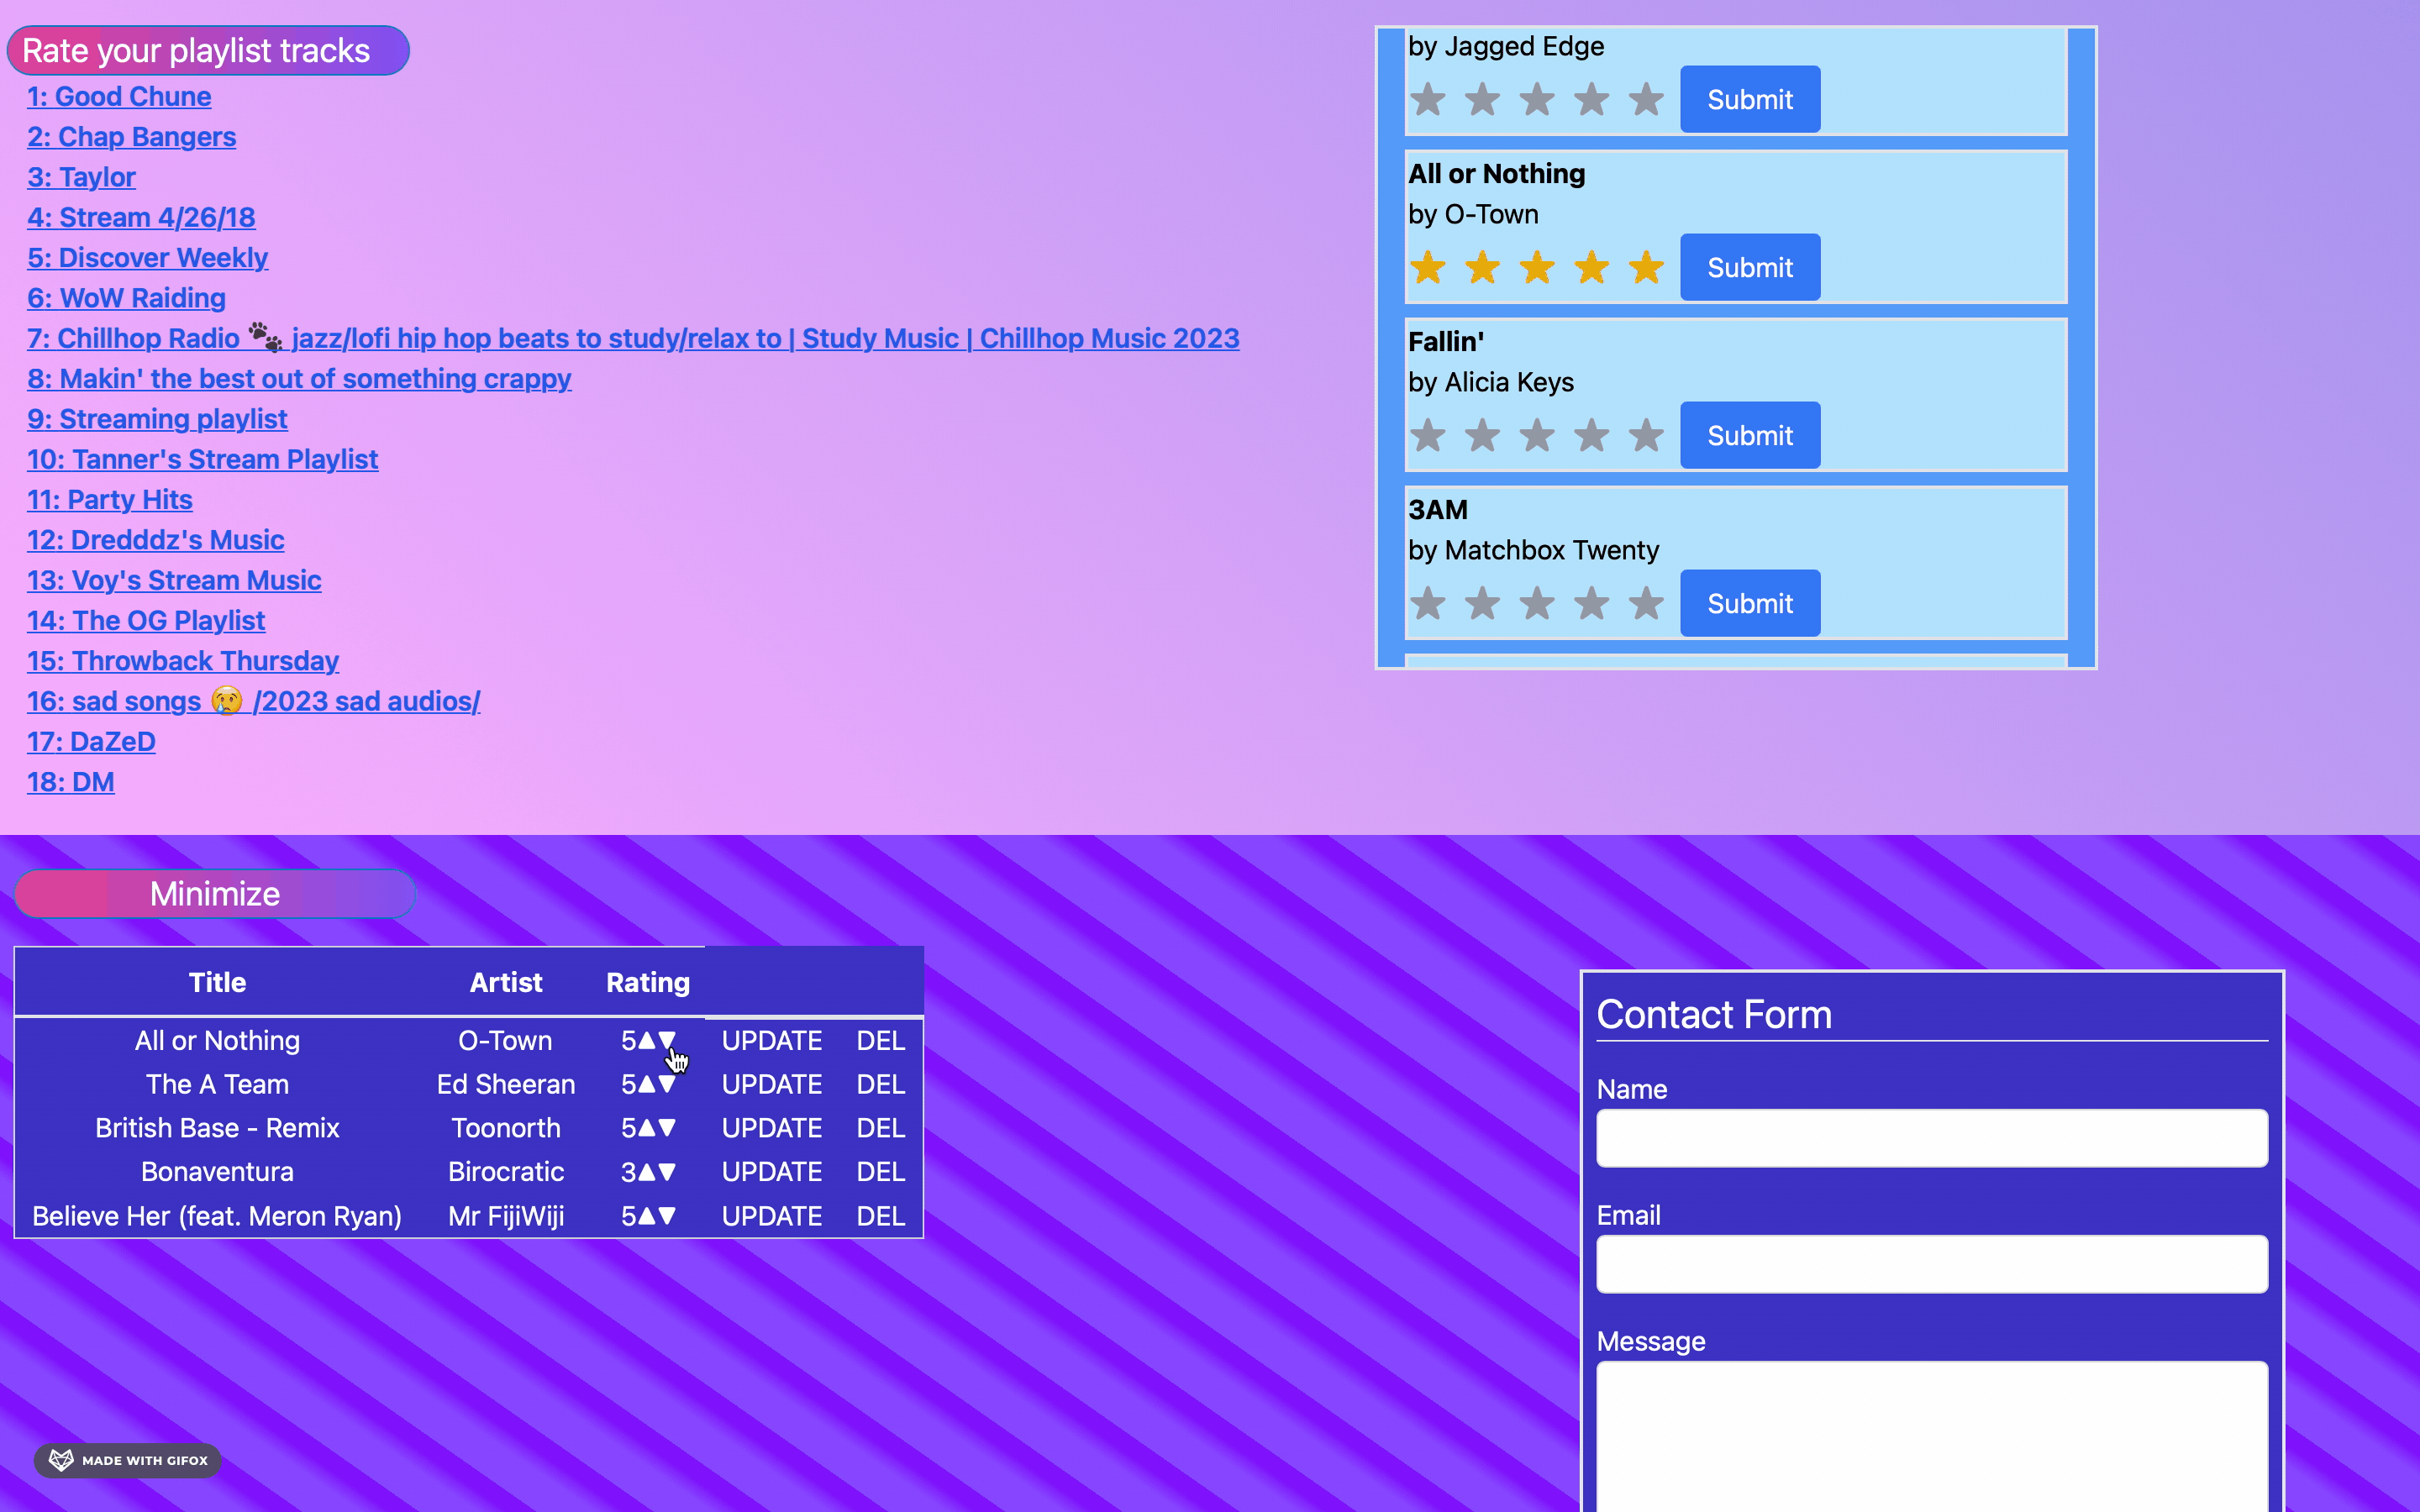 Rate your playlist tracks
1: Good Chune
2: Chap Bangers
3: Taylor
4: Stream 4/26/18
5: Discover Weekly
6: WoW Raiding
7: Chillhop Radio 🐾 jazz/lofi hip hop beats to study/relax to | Study Music | Chillhop Music 2023
8: Makin' the best out of something crappy
9: Streaming playlist
10: Tanner's Stream Playlist
11: Party Hits
12: Dredddz's Music
13: Voy's Stream Music
14: The OG Playlist
15: Throwback Thursday
16: sad songs 😢 /2023 sad audios/
17: DaZeD
18: DM
by Jagged Edge
Submit
All or Nothing
by O-Town
Submit
Fallin'
by Alicia Keys
Submit
3AM
by Matchbox Twenty
Submit
Minimize
Title Artist Rating
All or Nothing O-Town 5▲▼ UPDATE DEL
The A Team Ed Sheeran 5▲▼ UPDATE DEL
British Base - Remix Toonorth 5▲▼ UPDATE DEL
Bonaventura Birocratic 3▲▼ UPDATE DEL
Believe Her (feat. Meron Ryan) Mr FijiWiji 5▲▼ UPDATE DEL
Contact Form
Name
Email
Message
MADE WITH GIFOX